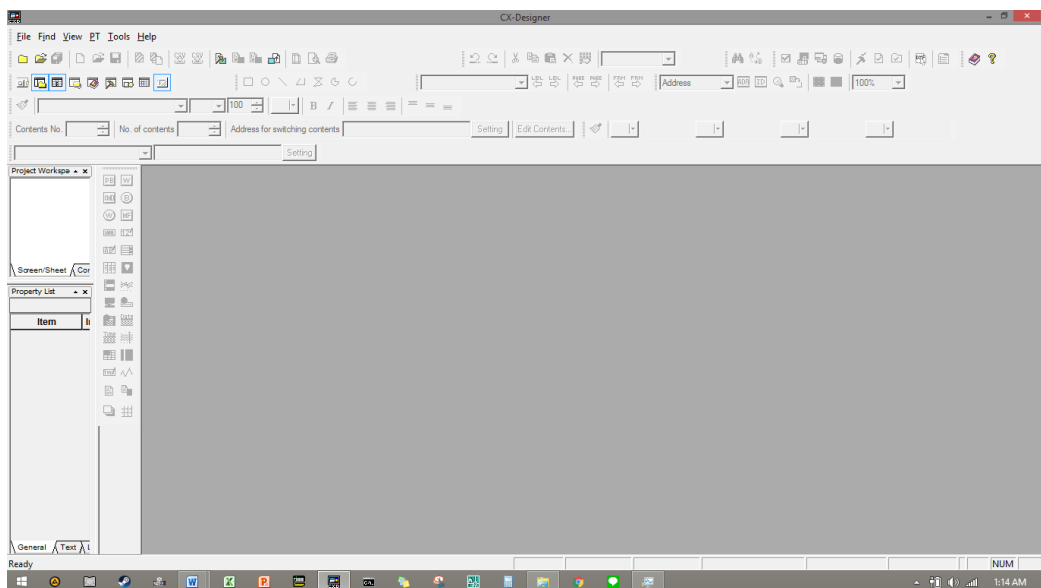 CX-Designer
File Find View PT Tools Help
Address
100%
100
B I
Contents No. No. of contents Address for switching contents Setting Edit Contents...
Setting
Project Workspa
Screen/Sheet Cor
Property List
Item
General Text L
Ready
NUM
1:14 AM